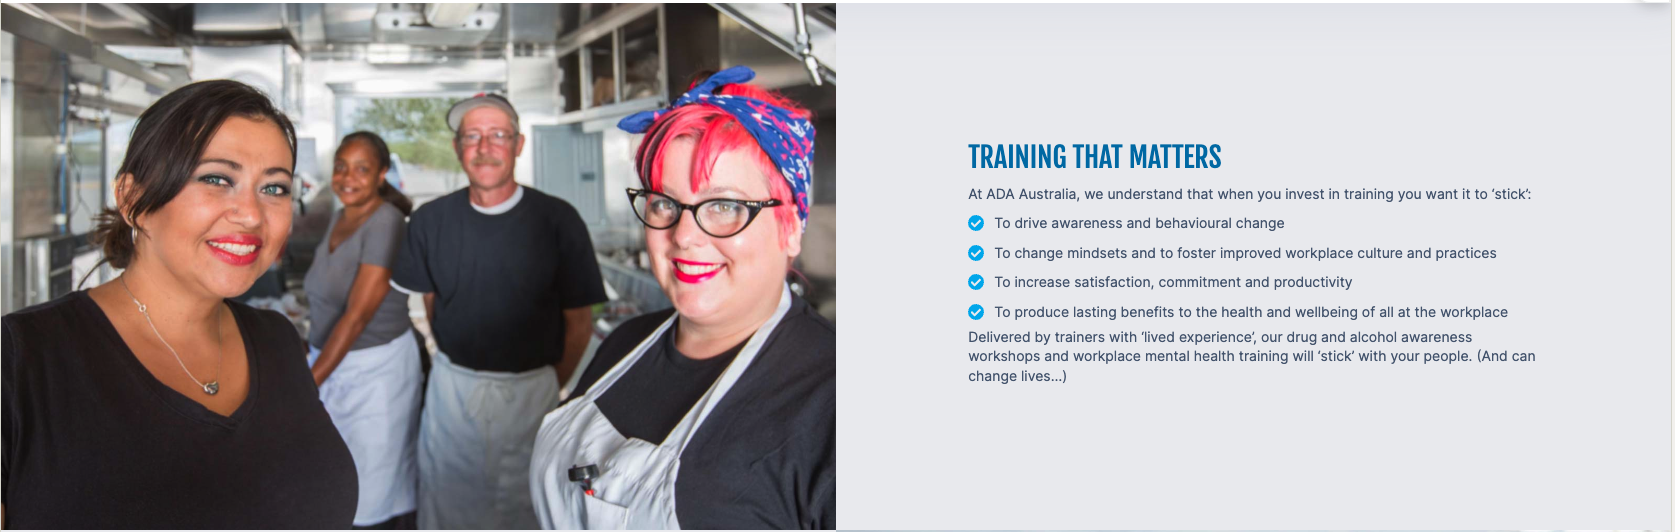 TRAINING THAT MATTERS
At ADA Australia, we understand that when you invest in training you want it to ‘stick’:
To drive awareness and behavioural change
To change mindsets and to foster improved workplace culture and practices
To increase satisfaction, commitment and productivity
To produce lasting benefits to the health and wellbeing of all at the workplace
Delivered by trainers with ‘lived experience’, our drug and alcohol awareness
workshops and workplace mental health training will ‘stick’ with your people. (And can
change lives...)